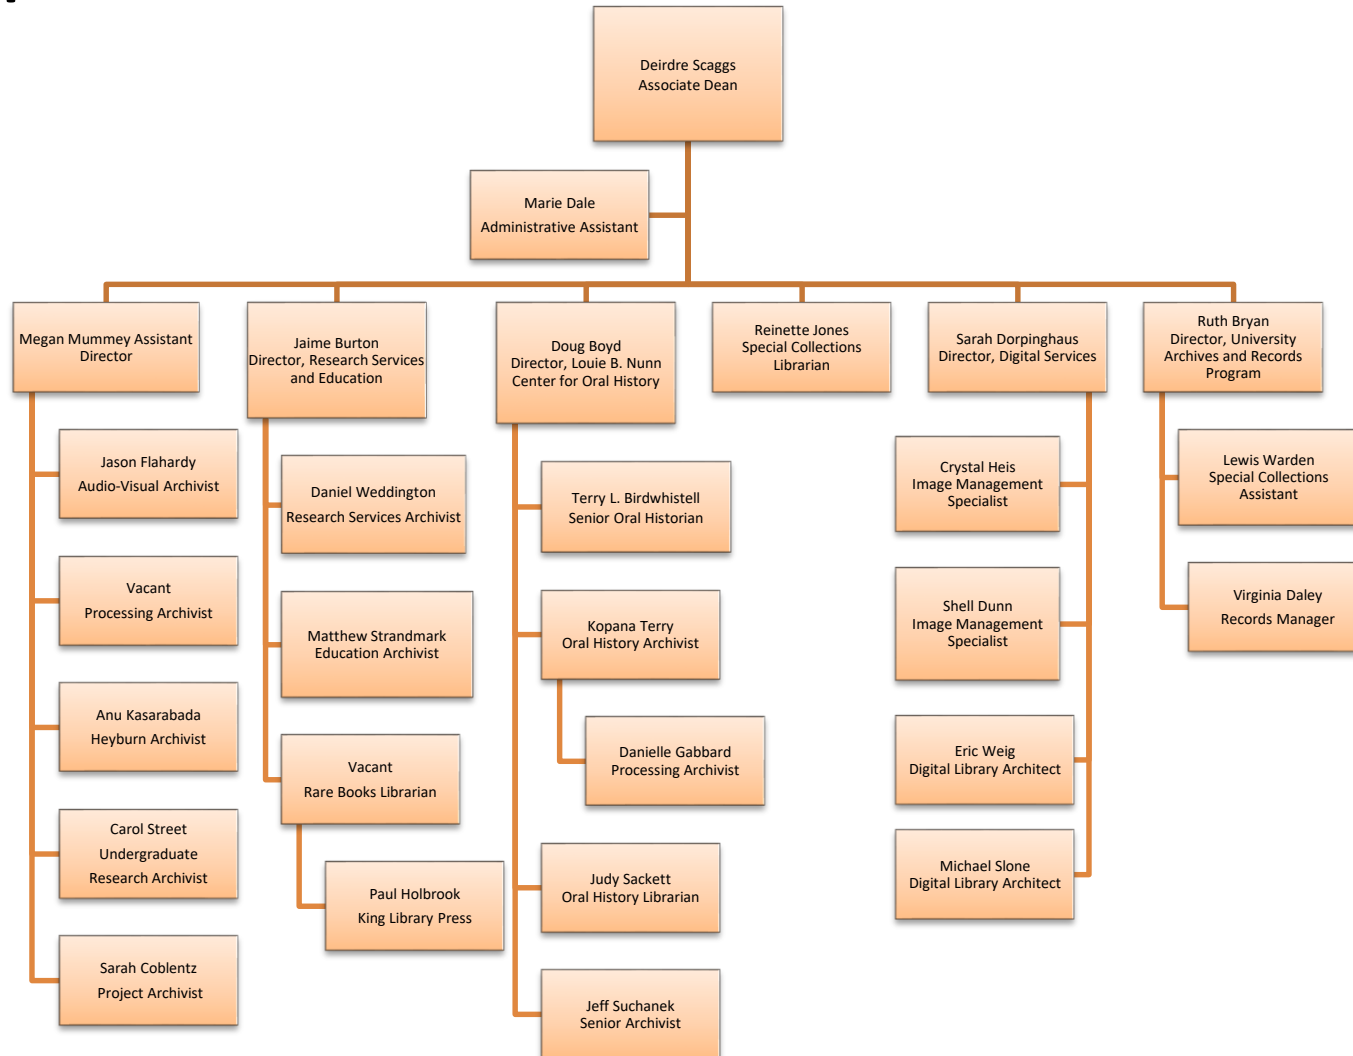 Deirdre Scaggs
Associate Dean
Marie Dale
Administrative Assistant
Megan Mummey Assistant
Director
Jason Flahardy
Audio-Visual Archivist
Vacant
Processing Archivist
Anu Kasarabada
Heyburn Archivist
Carol Street
Undergraduate
Research Archivist
Sarah Coblentz
Project Archivist
Jaime Burton
Director, Research Services
and Education
Daniel Weddington
Research Services Archivist
Matthew Strandmark
Education Archivist
Vacant
Rare Books Librarian
Paul Holbrook
King Library Press
Doug Boyd
Director, Louie B. Nunn
Center for Oral History
Terry L. Birdwhistell
Senior Oral Historian
Kopana Terry
Oral History Archivist
Danielle Gabbard
Processing Archivist
Judy Sackett
Oral History Librarian
Jeff Suchanek
Senior Archivist
Reinette Jones
Special Collections
Librarian
Sarah Dorpinghaus
Director, Digital Services
Crystal Heis
Image Management
Specialist
Shell Dunn
Image Management
Specialist
Eric Weig
Digital Library Architect
Michael Slone
Digital Library Architect
Ruth Bryan
Director, University
Archives and Records
Program
Lewis Warden
Special Collections
Assistant
Virginia Daley
Records Manager